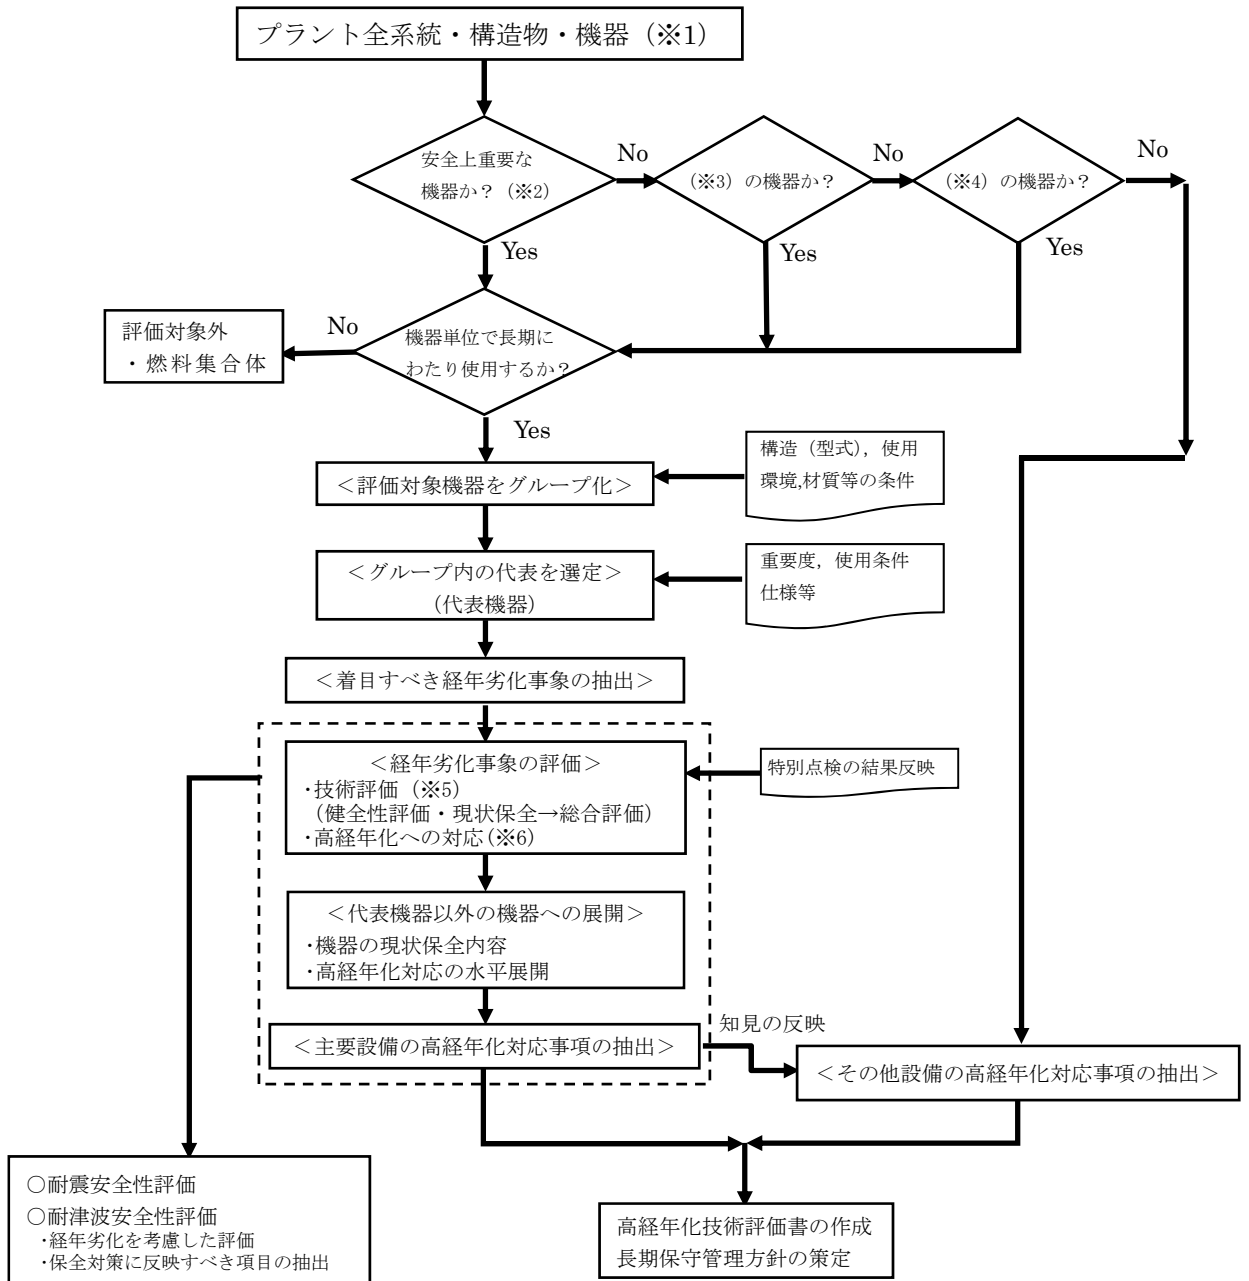 プラント全系統・構造物・機器（※1）
安全上重要な
機器か？（※2）
No
（※3）の機器か？
No
（※4）の機器か？
No
Yes
Yes
Yes
評価対象外
・燃料集合体
No
機器単位で長期に
わたり使用するか？
Yes
＜評価対象機器をグループ化＞
構造（型式），使用
環境,材質等の条件
＜グループ内の代表を選定＞
（代表機器）
重要度，使用条件
仕様等
＜着目すべき経年劣化事象の抽出＞
＜経年劣化事象の評価＞
・技術評価（※5）
（健全性評価・現状保全→総合評価）
・高経年化への対応（※6）
特別点検の結果反映
＜代表機器以外の機器への展開＞
・機器の現状保全内容
・高経年化対応の水平展開
＜主要設備の高経年化対応事項の抽出＞
知見の反映
＜その他設備の高経年化対応事項の抽出＞
○耐震安全性評価
○耐津波安全性評価
・経年劣化を考慮した評価
・保全対策に反映すべき項目の抽出
高経年化技術評価書の作成
長期保守管理方針の策定